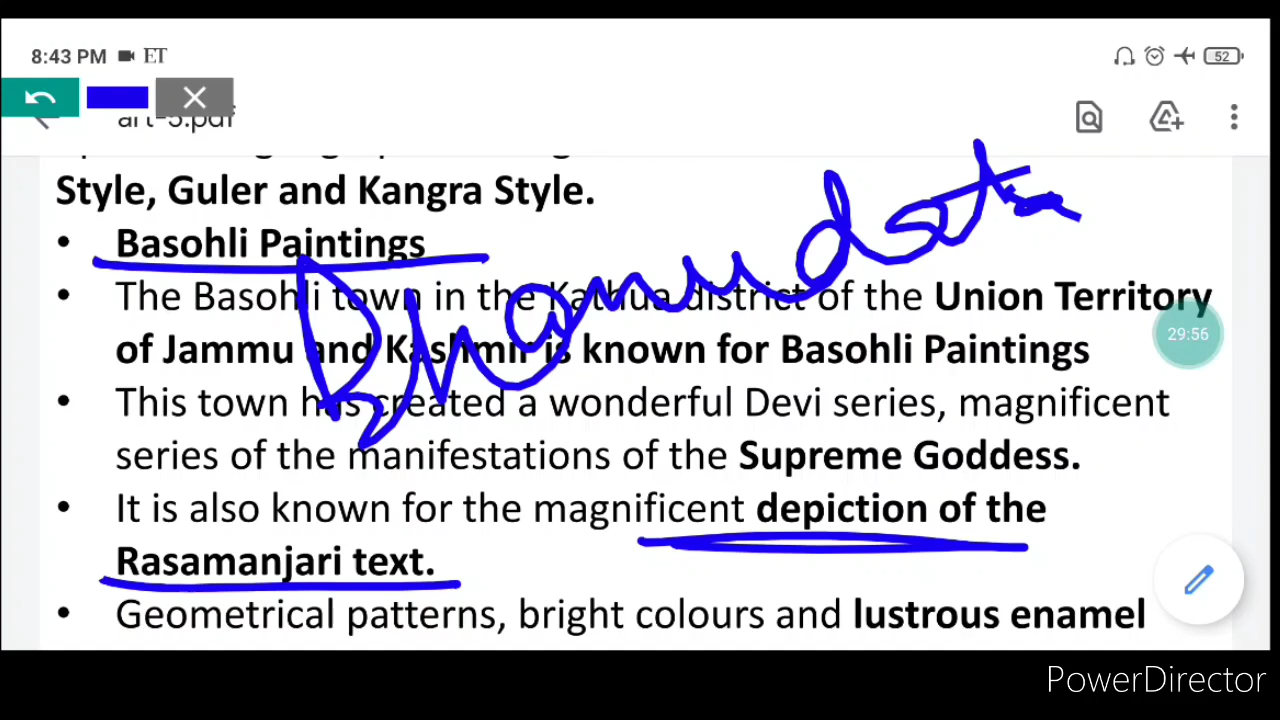 8:43 PM ET 52
art-5.pdf
Style, Guler and Kangra Style.
• Basohli Paintings
Bhanudata
• The Basohli town in the Kathua district of the Union Territory
29:56
of Jammu and Kashmir is known for Basohli Paintings
• This town has created a wonderful Devi series, magnificent
series of the manifestations of the Supreme Goddess.
• It is also known for the magnificent depiction of the
Rasamanjari text.
• Geometrical patterns, bright colours and lustrous enamel
PowerDirector